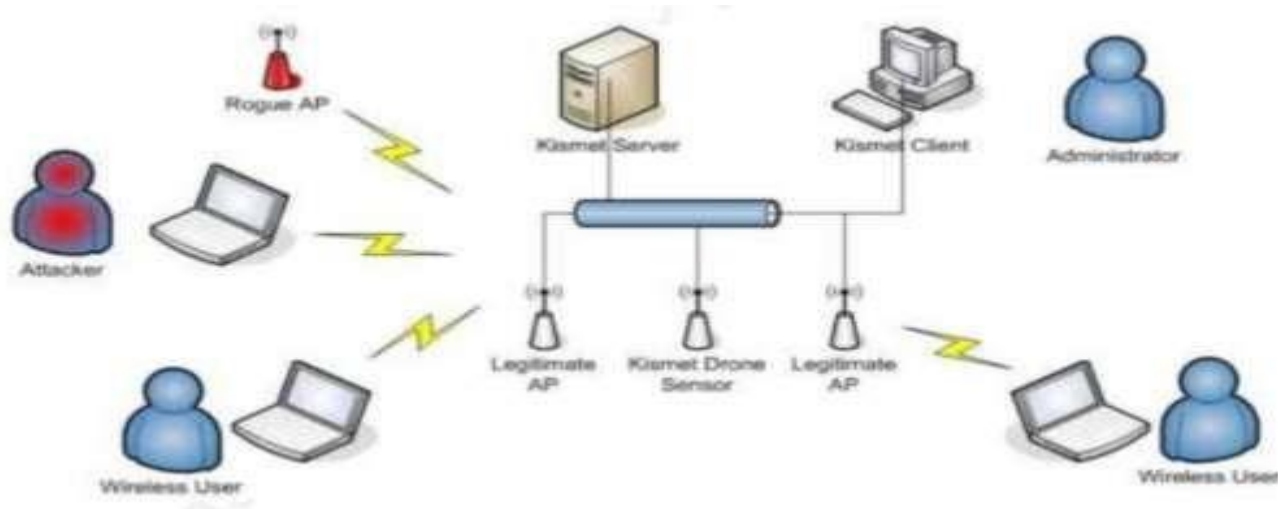 Rogue AP
Kismet Server
Kismet Client
Administrator
Attacker
Legitimate
AP
Kismet Drone
Sensor
Legitimate
AP
Wireless User
Wireless User